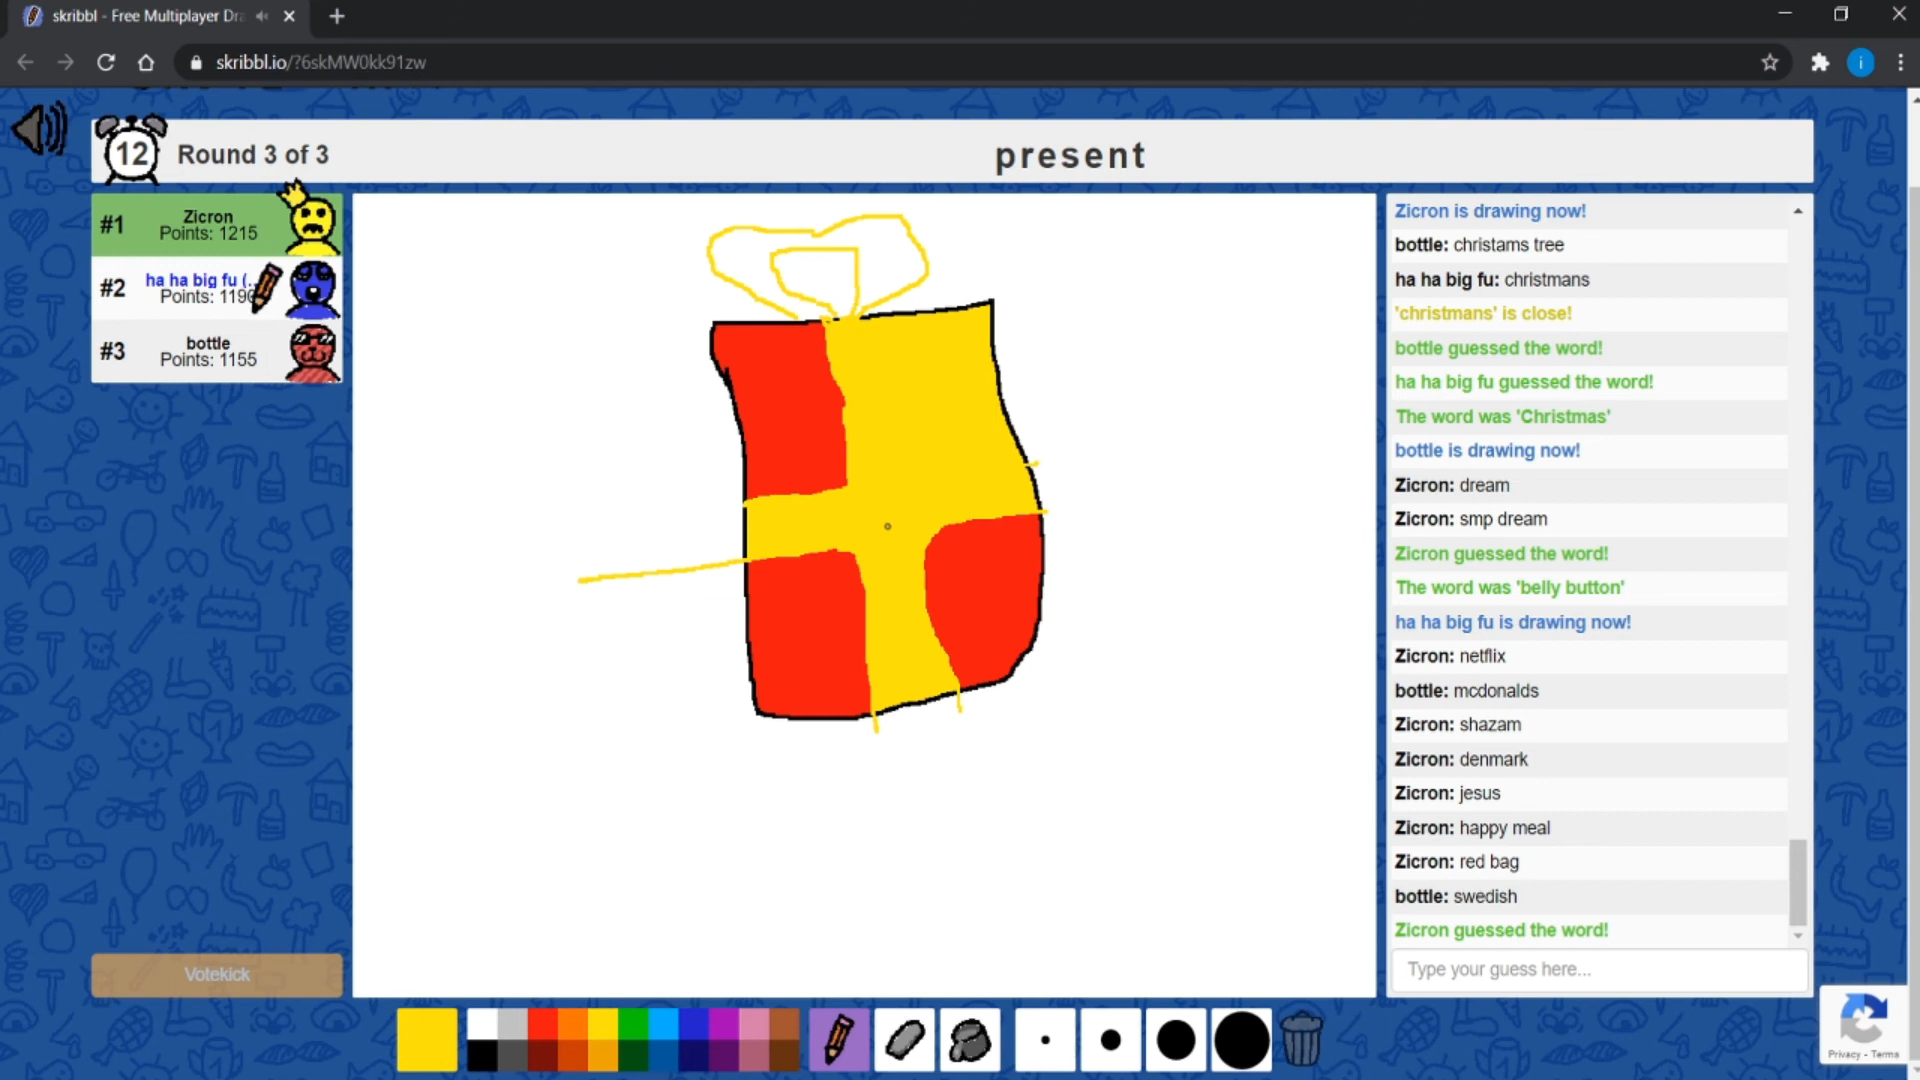 skribbl - Free Multiplayer Dra
skribbl.io/?6skMW0kk91zw
12
Round 3 of 3
present
#1
Zicron
Points: 1215
#2
ha ha big fu (...
Points: 1190
#3
bottle
Points: 1155
Votekick
Zicron is drawing now!
bottle: christams tree
ha ha big fu: christmans
'christmans' is close!
bottle guessed the word!
ha ha big fu guessed the word!
The word was 'Christmas'
bottle is drawing now!
Zicron: dream
Zicron: smp dream
Zicron guessed the word!
The word was 'belly button'
ha ha big fu is drawing now!
Zicron: netflix
bottle: mcdonalds
Zicron: shazam
Zicron: denmark
Zicron: jesus
Zicron: happy meal
Zicron: red bag
bottle: swedish
Zicron guessed the word!
Type your guess here...
i
Privacy - Terms